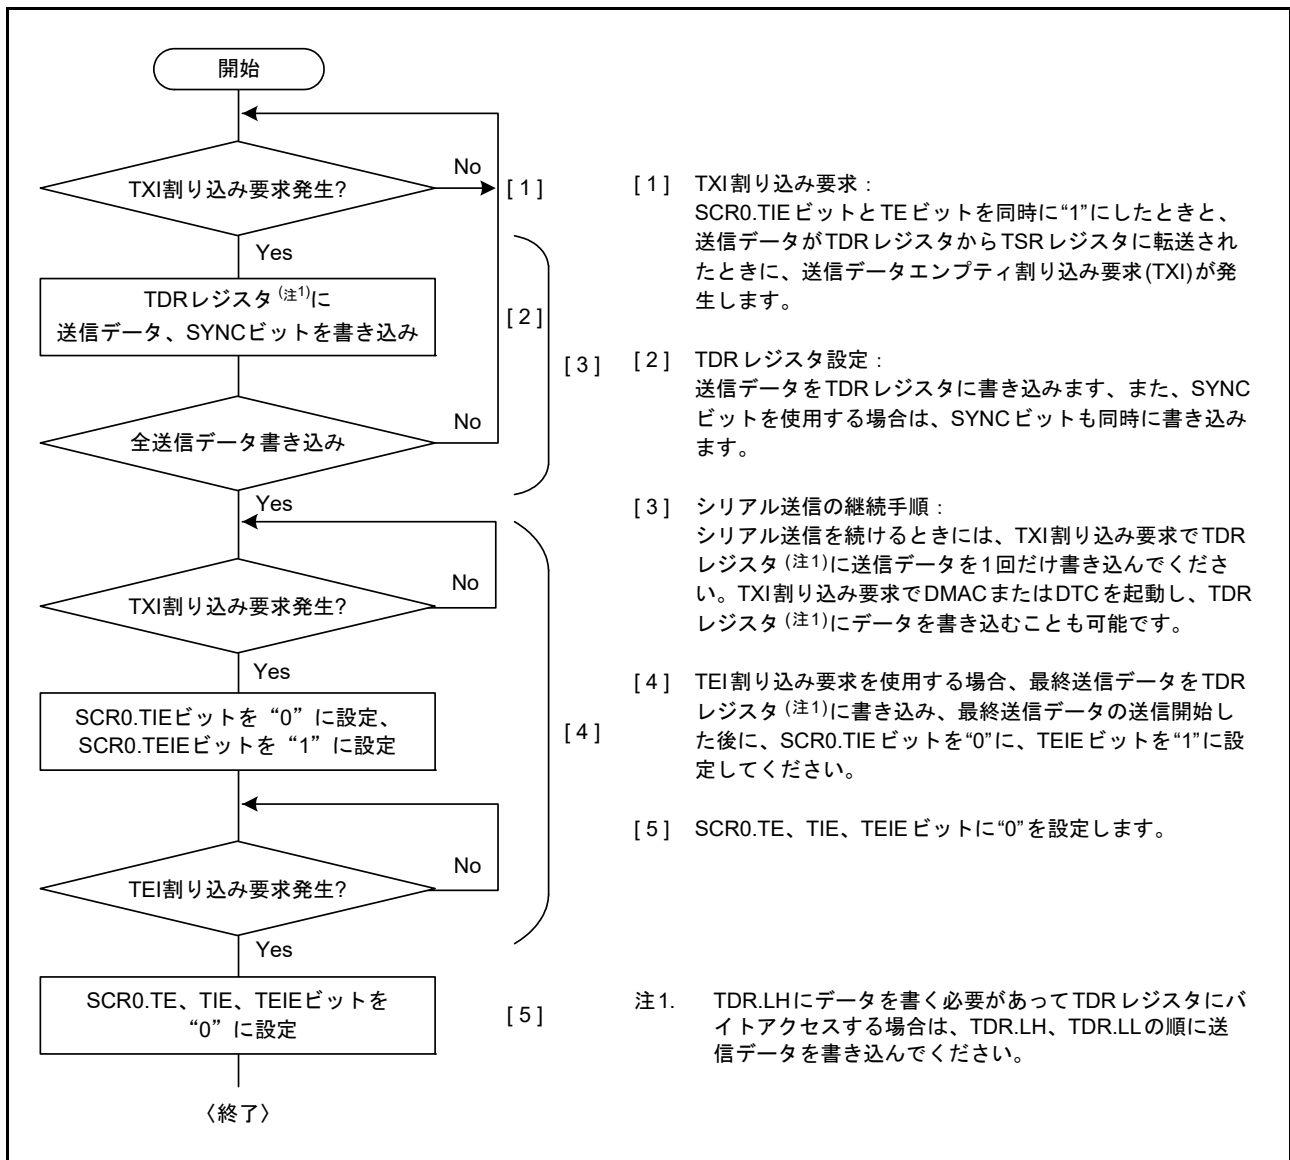 開始
TXI割り込み要求発生?
No
[ 1 ]
Yes
TDRレジスタ(注1)に
送信データ、SYNCビットを書き込み
[ 2 ]
[ 3 ]
全送信データ書き込み
No
Yes
TXI割り込み要求発生?
No
Yes
SCR0.TIEビットを“0”に設定、
SCR0.TEIEビットを“1”に設定
[ 4 ]
TEI割り込み要求発生?
No
Yes
SCR0.TE、TIE、TEIEビットを
“0”に設定
[ 5 ]
〈終了〉
[ 1 ] TXI割り込み要求：
SCR0.TIEビットとTEビットを同時に“1”にしたときと、
送信データがTDRレジスタからTSRレジスタに転送され
たときに、送信データエンプティ割り込み要求(TXI)が発
生します。
[ 2 ] TDRレジスタ設定：
送信データをTDRレジスタに書き込みます、また、SYNC
ビットを使用する場合は、SYNCビットも同時に書き込み
ます。
[ 3 ] シリアル送信の継続手順：
シリアル送信を続けるときには、TXI割り込み要求でTDR
レジスタ(注1)に送信データを1回だけ書き込んでくださ
い。TXI割り込み要求でDMACまたはDTCを起動し、TDR
レジスタ(注1)にデータを書き込むことも可能です。
[ 4 ] TEI割り込み要求を使用する場合、最終送信データをTDR
レジスタ(注1)に書き込み、最終送信データの送信開始し
た後に、SCR0.TIEビットを“0”に、TEIEビットを“1”に設
定してください。
[ 5 ] SCR0.TE、TIE、TEIEビットに“0”を設定します。
注1. TDR.LHにデータを書く必要があってTDRレジスタにバ
イトアクセスする場合は、TDR.LH、TDR.LLの順に送
信データを書き込んでください。